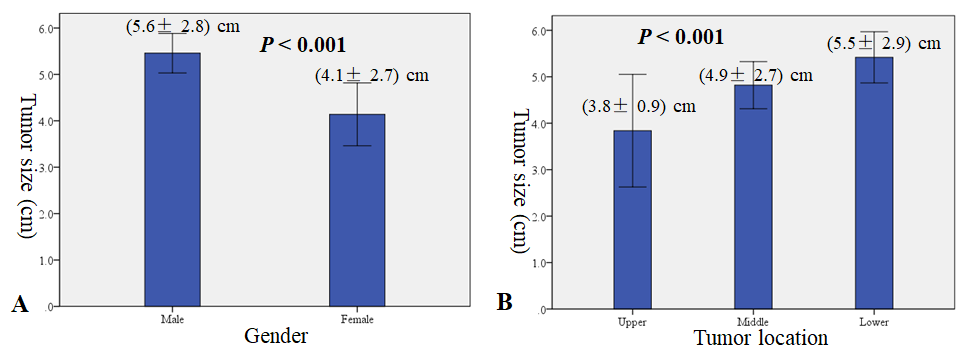 6.0
5.0
4.0
3.0
2.0
1.0
.0
Tumor size (cm)
(5.6± 2.8) cm
P < 0.001
(4.1± 2.7) cm
A
Male
Female
Gender
6.0
5.0
4.0
3.0
2.0
1.0
0
Tumor size (cm)
P < 0.001
(3.8± 0.9) cm
(4.9± 2.7) cm
(5.5± 2.9) cm
B
Upper
Middle
Lower
Tumor location